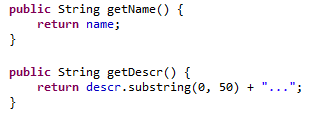 public String getName() {
    return name;
}
public String getDescr() {
    return descr.substring(0, 50) + "...";
}